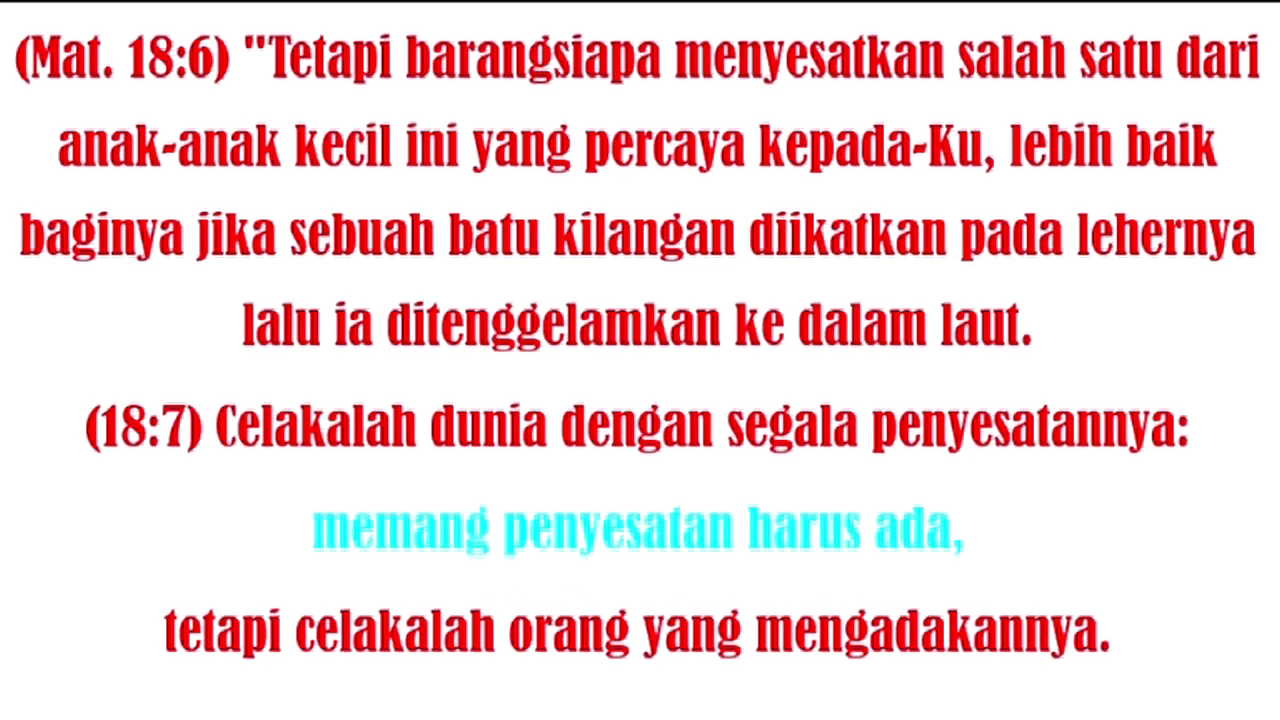 (Mat. 18:6) "Tetapi barangsiapa menyesatkan salah satu dari
anak-anak kecil ini yang percaya kepada-Ku, lebih baik
baginya jika sebuah batu kilangan diikatkan pada lehernya
lalu ia ditenggelamkan ke dalam laut.
(18:7) Celakalah dunia dengan segala penyesatannya:
memang penyesatan harus ada,
tetapi celakalah orang yang mengadakannya.